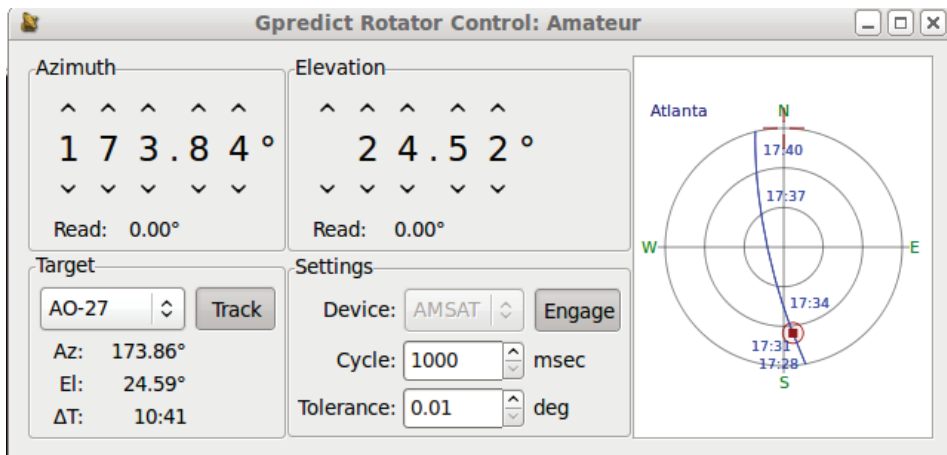 Gpredict Rotator Control: Amateur
Azimuth
173.84°
Read: 0.00°
Elevation
24.52°
Read: 0.00°
Target
AO-27
Track
Az: 173.86°
El: 24.59°
ΔT: 10:41
Settings
Device: AMSAT Engage
Cycle: 1000 msec
Tolerance: 0.01 deg
Atlanta
N
17:40
17:37
W
E
17:34
17:31
17:28
S